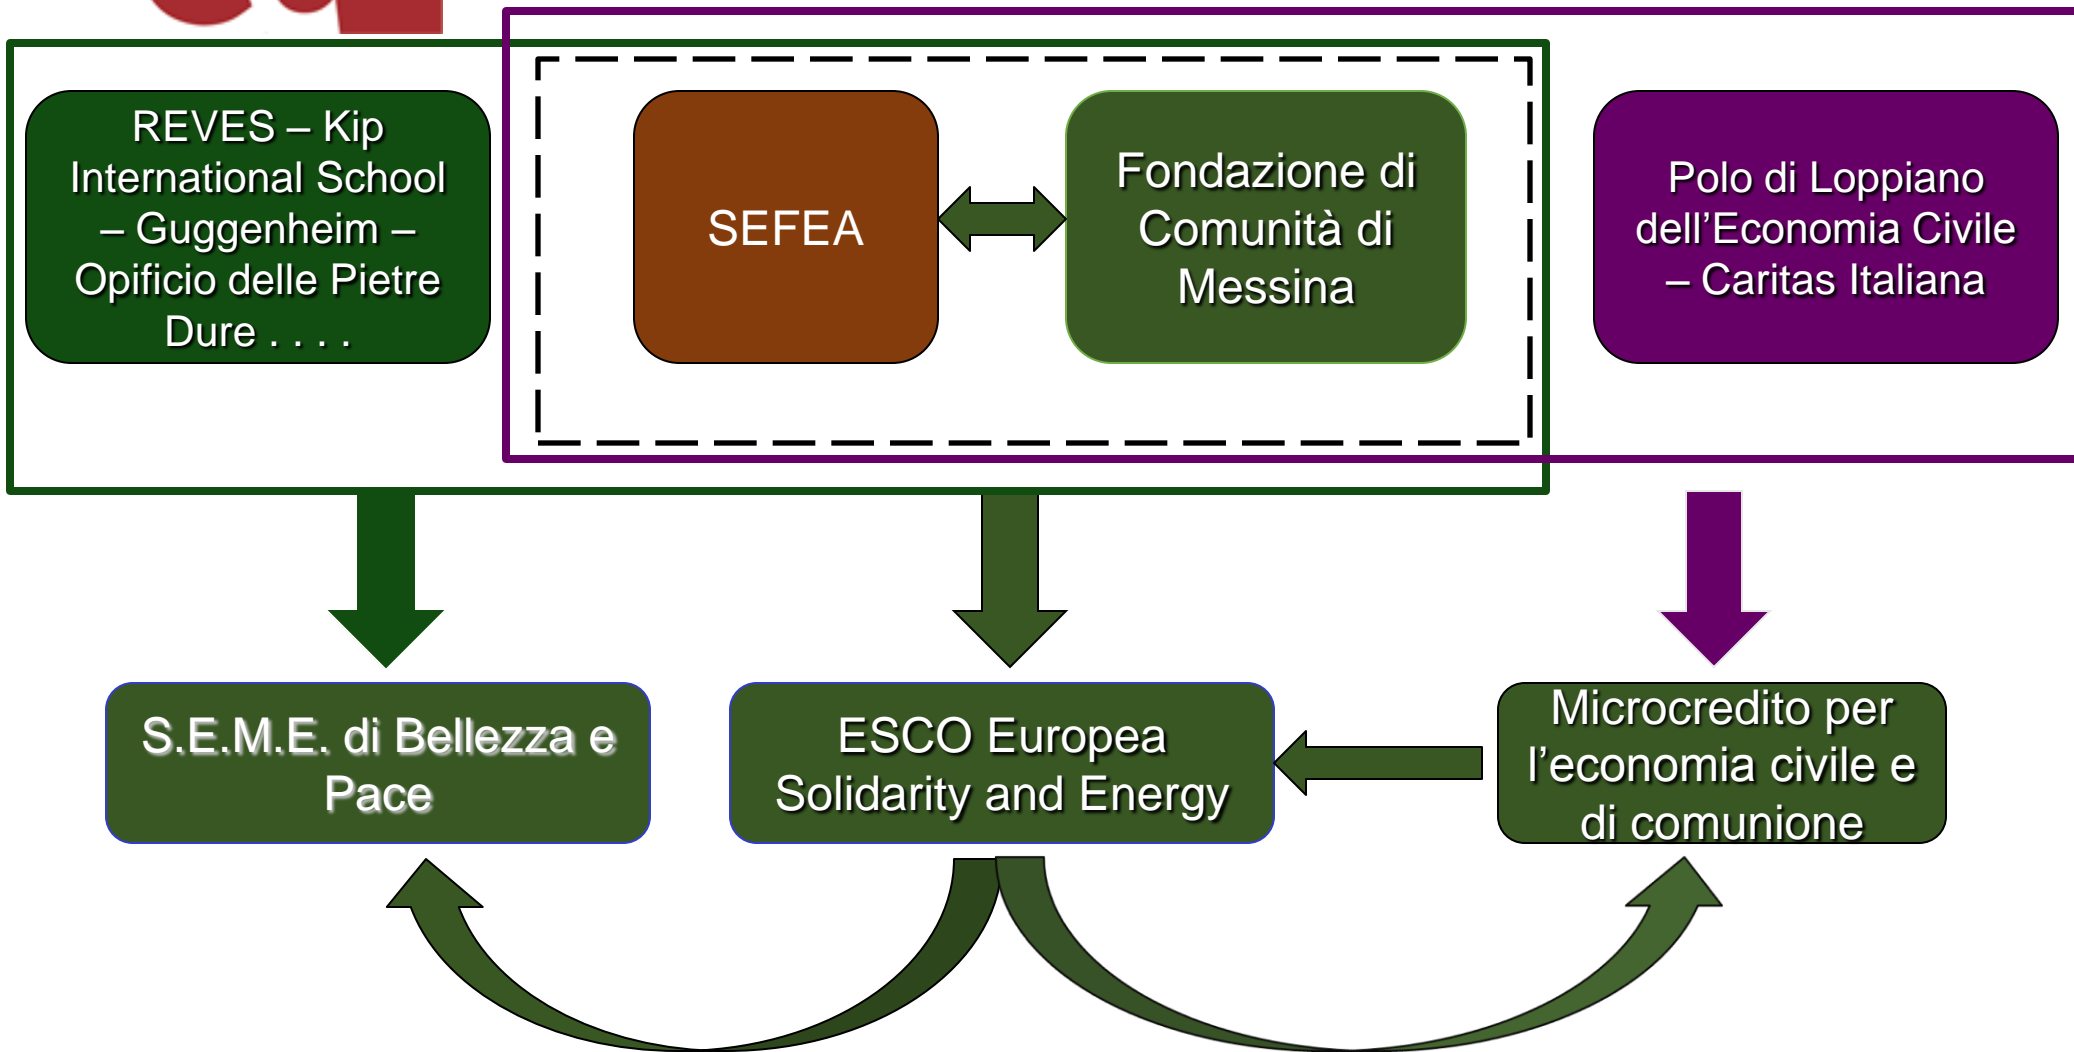 REVES – Kip
International School
– Guggenheim –
Opificio delle Pietre
Dure . . . .
SEFEA
Fondazione di
Comunità di
Messina
Polo di Loppiano
dell’Economia Civile
– Caritas Italiana
S.E.M.E. di Bellezza e
Pace
ESCO Europea
Solidarity and Energy
Microcredito per
l’economia civile e
di comunione